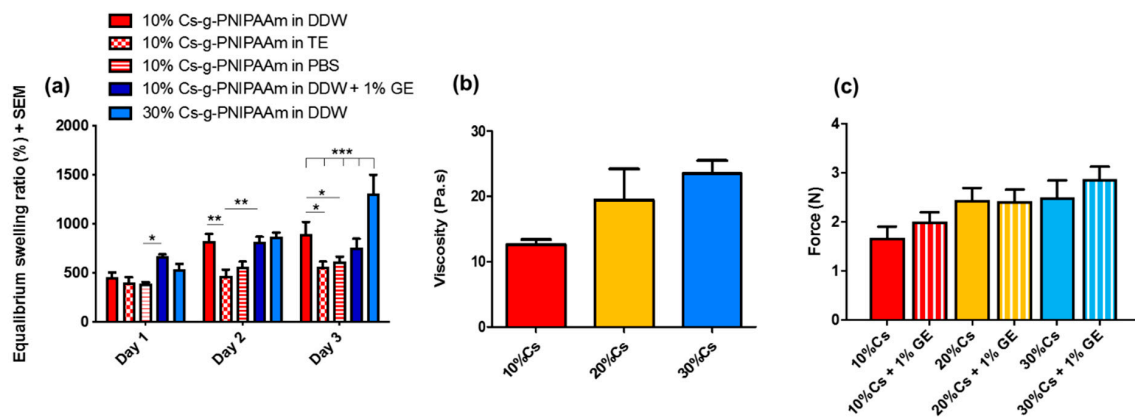 10% Cs-g-PNIPAAm in DDW
10% Cs-g-PNIPAAm in TE
10% Cs-g-PNIPAAm in PBS
10% Cs-g-PNIPAAm in DDW + 1% GE
30% Cs-g-PNIPAAm in DDW
(a)
Equalibrium swelling ratio (%) + SEM
2000
1500
1000
500
0
*
** **
*** * *
Day 1 Day 2 Day 3
(b)
Viscosity (Pa.s)
30
20
10
0
10%Cs 20%Cs 30%Cs
(c)
Force (N)
4
3
2
1
0
10%Cs 10%Cs + 1% GE 20%Cs 20%Cs + 1% GE 30%Cs 30%Cs + 1% GE